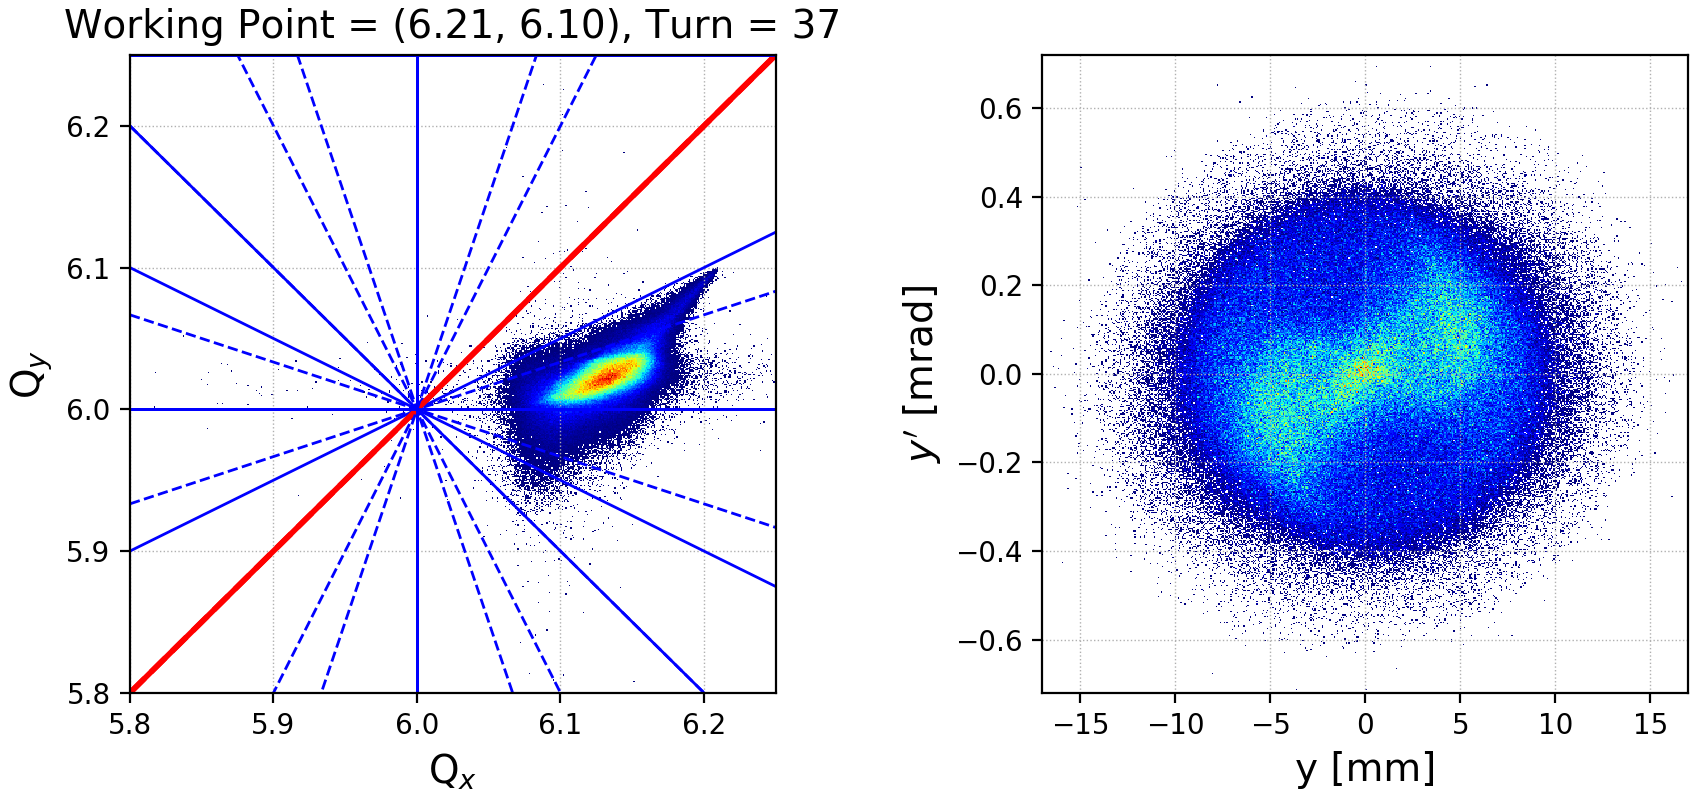 Working Point = (6.21, 6.10), Turn = 37
6.2
6.1
6.0
5.9
5.8
Qy
5.8 5.9 6.0 6.1 6.2
Qx
0.6
0.4
0.2
0.0
−0.2
−0.4
−0.6
y′ [mrad]
−15 −10 −5 0 5 10 15
y [mm]